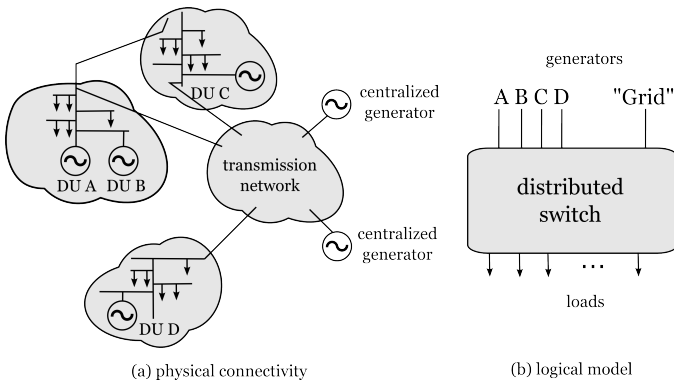 DU C
DU A
DU B
transmission
network
centralized
generator
centralized
generator
DU D
(a) physical connectivity
generators
A B C D
"Grid"
distributed
switch
...
loads
(b) logical model